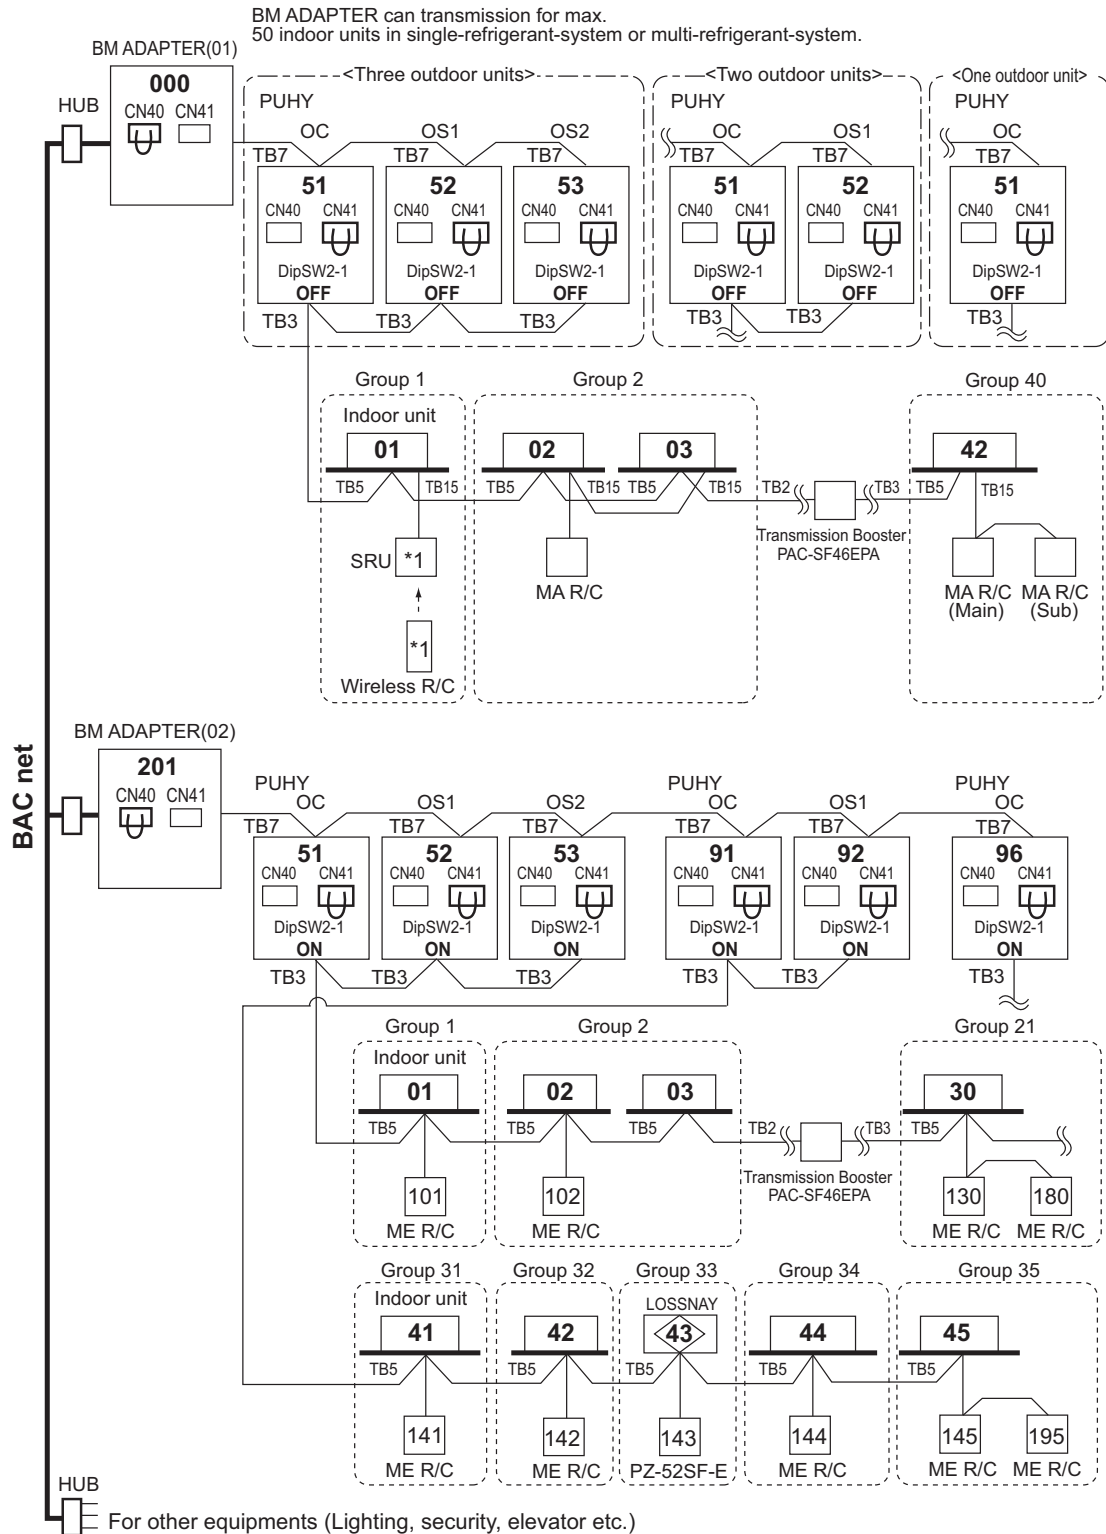 BM ADAPTER can transmission for max.
50 indoor units in single-refrigerant-system or multi-refrigerant-system.
BM ADAPTER(01)
000
CN40 CN41
HUB
<Three outdoor units>
<Two outdoor units>
<One outdoor unit>
PUHY
PUHY
PUHY
OC OS1 OS2 OC OS1 OC
TB7 TB7 TB7 TB7 TB7 TB7
51 52 53 51 52 51
CN40 CN41 CN40 CN41 CN40 CN41 CN40 CN41 CN40 CN41 CN40 CN41
DipSW2-1 DipSW2-1 DipSW2-1 DipSW2-1 DipSW2-1 DipSW2-1
OFF OFF OFF OFF OFF OFF
TB3 TB3 TB3 TB3 TB3 TB3
Group 1 Group 2 Group 40
Indoor unit
01 02 03 42
TB5 TB15 TB5 TB15 TB5 TB15 TB2 TB3 TB5 TB15
Transmission Booster
PAC-SF46EPA
SRU *1
MA R/C
MA R/C
(Main)
MA R/C
(Sub)
*1
Wireless R/C
BAC net
BM ADAPTER(02)
201
CN40 CN41
PUHY PUHY PUHY
OC OS1 OS2 OC OS1 OC
TB7 TB7 TB7 TB7 TB7 TB7
51 52 53 91 92 96
CN40 CN41 CN40 CN41 CN40 CN41 CN40 CN41 CN40 CN41 CN40 CN41
DipSW2-1 DipSW2-1 DipSW2-1 DipSW2-1 DipSW2-1 DipSW2-1
ON ON ON ON ON ON
TB3 TB3 TB3 TB3 TB3 TB3
Group 1 Group 2 Group 21
Indoor unit
01 02 03 30
TB5 TB5 TB5 TB2 TB3 TB5
Transmission Booster
PAC-SF46EPA
101 102 130 180
ME R/C ME R/C ME R/C ME R/C
Group 31 Group 32 Group 33 Group 34 Group 35
Indoor unit
LOSSNAY
41 42 43 44 45
TB5 TB5 TB5 TB5 TB5
141 142 143 144 145 195
ME R/C ME R/C PZ-52SF-E ME R/C ME R/C ME R/C
HUB
For other equipments (Lighting, security, elevator etc.)